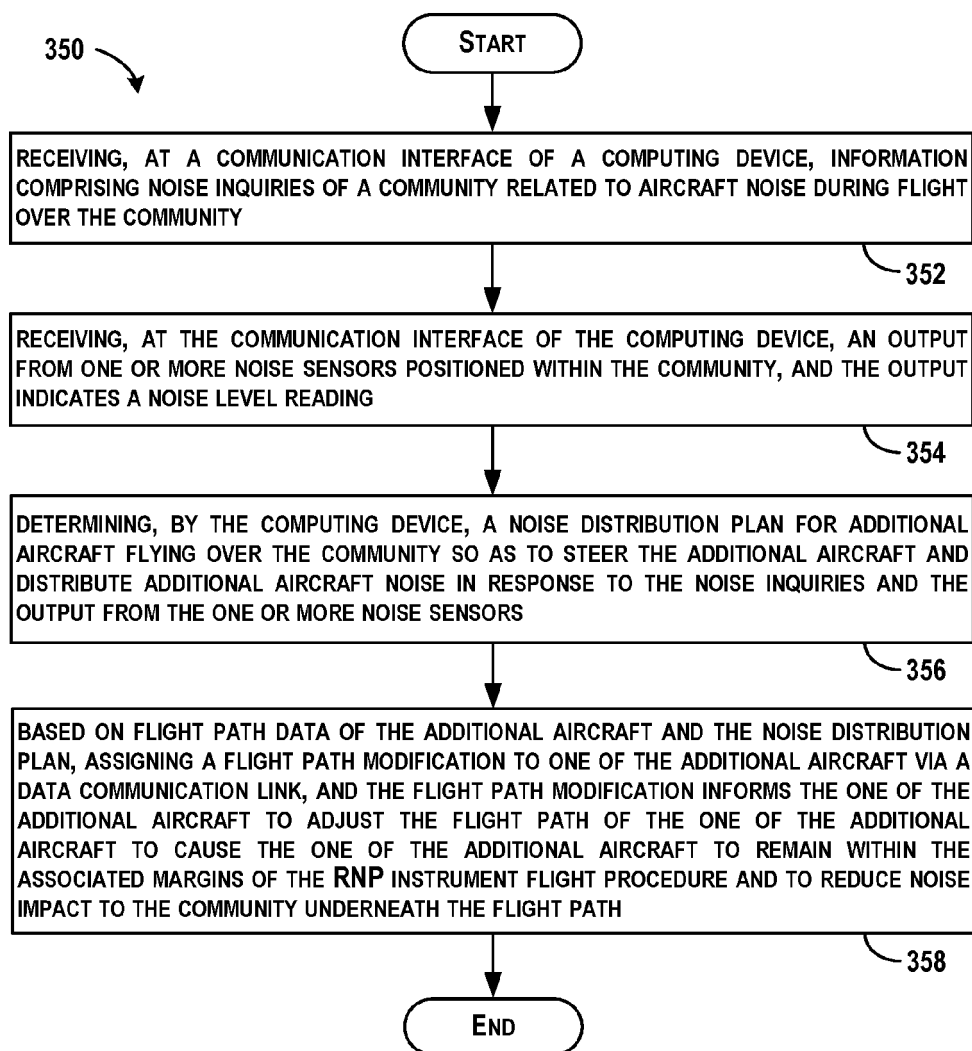 350
START
RECEIVING, AT A COMMUNICATION INTERFACE OF A COMPUTING DEVICE, INFORMATION
COMPRISING NOISE INQUIRIES OF A COMMUNITY RELATED TO AIRCRAFT NOISE DURING FLIGHT
OVER THE COMMUNITY
352
RECEIVING, AT THE COMMUNICATION INTERFACE OF THE COMPUTING DEVICE, AN OUTPUT
FROM ONE OR MORE NOISE SENSORS POSITIONED WITHIN THE COMMUNITY, AND THE OUTPUT
INDICATES A NOISE LEVEL READING
354
DETERMINING, BY THE COMPUTING DEVICE, A NOISE DISTRIBUTION PLAN FOR ADDITIONAL
AIRCRAFT FLYING OVER THE COMMUNITY SO AS TO STEER THE ADDITIONAL AIRCRAFT AND
DISTRIBUTE ADDITIONAL AIRCRAFT NOISE IN RESPONSE TO THE NOISE INQUIRIES AND THE
OUTPUT FROM THE ONE OR MORE NOISE SENSORS
356
BASED ON FLIGHT PATH DATA OF THE ADDITIONAL AIRCRAFT AND THE NOISE DISTRIBUTION
PLAN, ASSIGNING A FLIGHT PATH MODIFICATION TO ONE OF THE ADDITIONAL AIRCRAFT VIA A
DATA COMMUNICATION LINK, AND THE FLIGHT PATH MODIFICATION INFORMS THE ONE OF THE
ADDITIONAL AIRCRAFT TO ADJUST THE FLIGHT PATH OF THE ONE OF THE ADDITIONAL
AIRCRAFT TO CAUSE THE ONE OF THE ADDITIONAL AIRCRAFT TO REMAIN WITHIN THE
ASSOCIATED MARGINS OF THE RNP INSTRUMENT FLIGHT PROCEDURE AND TO REDUCE NOISE
IMPACT TO THE COMMUNITY UNDERNEATH THE FLIGHT PATH
358
END